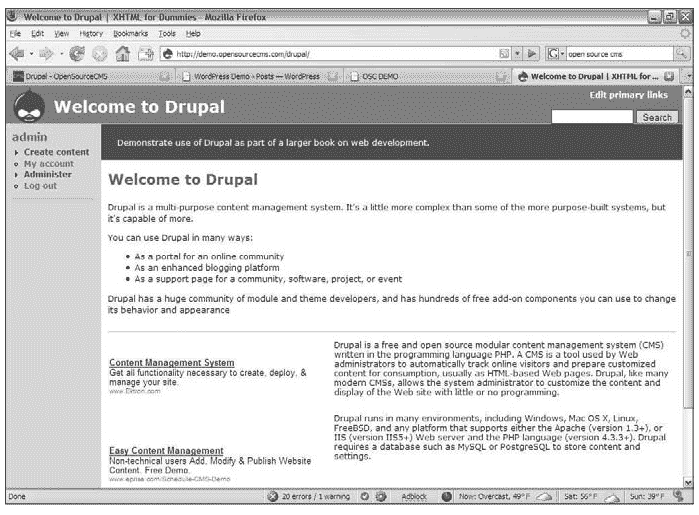 Welcome to Drupal | XHTML for Dummies - Mozilla Firefox
File Edit View History Bookmarks Tools Help
http://demo.opensourcecms.com/drupal/
G open source cms
Drupal - OpenSourceCMS
WordPress Demo › Posts — WordPress
OSC DEMO
Welcome to Drupal | XHTML for ...
Edit primary links
Welcome to Drupal
Search
admin
Create content
My account
Administer
Log out
Demonstrate use of Drupal as part of a larger book on web development.
Welcome to Drupal
Drupal is a multi-purpose content management system. It's a little more complex than some of the more purpose-built systems, but
it's capable of more.
You can use Drupal in many ways:
• As a portal for an online community
• As an enhanced blogging platform
• As a support page for a community, software, project, or event
Drupal has a huge community of module and theme developers, and has hundreds of free add-on components you can use to change
its behavior and appearance
Content Management System
Get all functionality necessary to create, deploy, &
manage your site.
www.Elixon.com
Drupal is a free and open source modular content management system (CMS)
written in the programming language PHP. A CMS is a tool used by Web
administrators to automatically track online visitors and prepare customized
content for consumption, usually as HTML-based Web pages. Drupal, like many
modern CMSs, allows the system administrator to customize the content and
display of the Web site with little or no programming.
Easy Content Management
Non-technical users Add, Modify & Publish Website
Content. Free Demo.
www.eprise.com/Schedule-CMS-Demo
Drupal runs in many environments, including Windows, Mac OS X, Linux,
FreeBSD, and any platform that supports either the Apache (version 1.3+), or
IIS (version IIS5+) Web server and the PHP language (version 4.3.3+). Drupal
requires a database such as MySQL or PostgreSQL to store content and
settings.
Done
20 errors / 1 warning
Adblock
Now: Overcast, 49° F
Sat: 56° F
Sun: 39° F